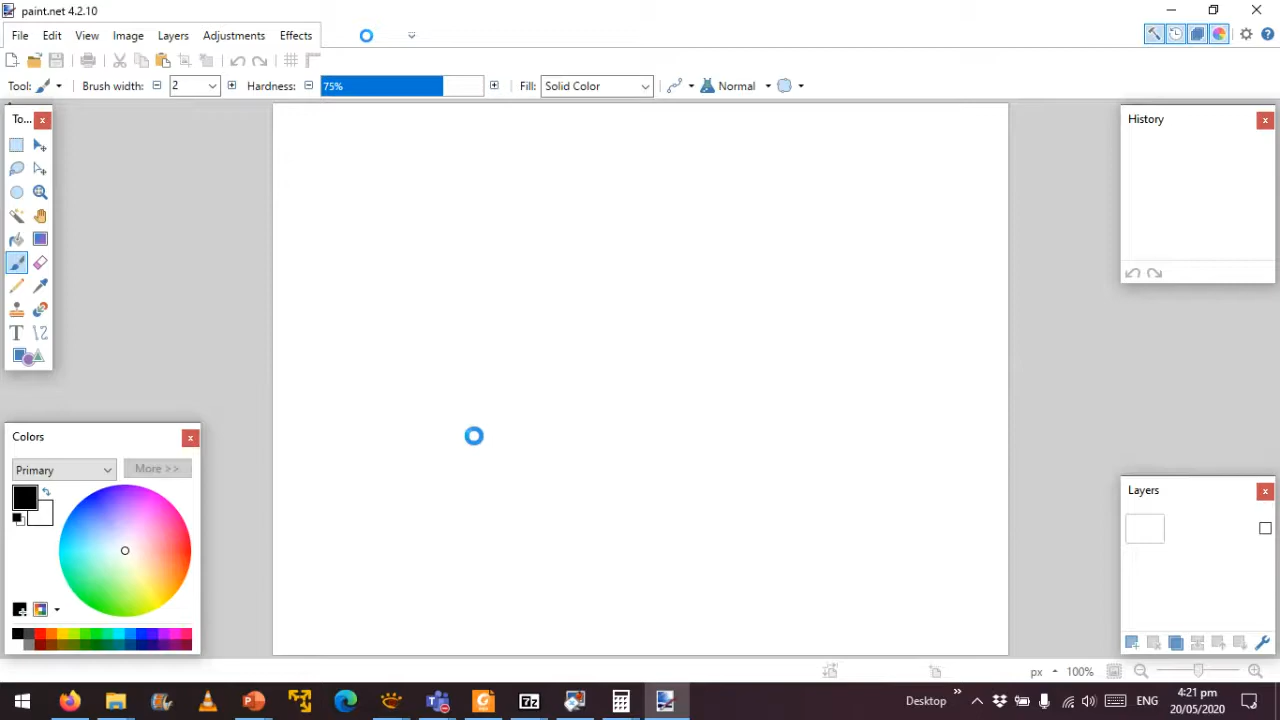 paint.net 4.2.10
File Edit View Image Layers Adjustments Effects
Tool: Brush width: 2 Hardness: 75% Fill: Solid Color Normal
To...
History
Colors
Primary More >>
Layers
px 100%
7z
Desktop » ENG 4:21 pm
20/05/2020